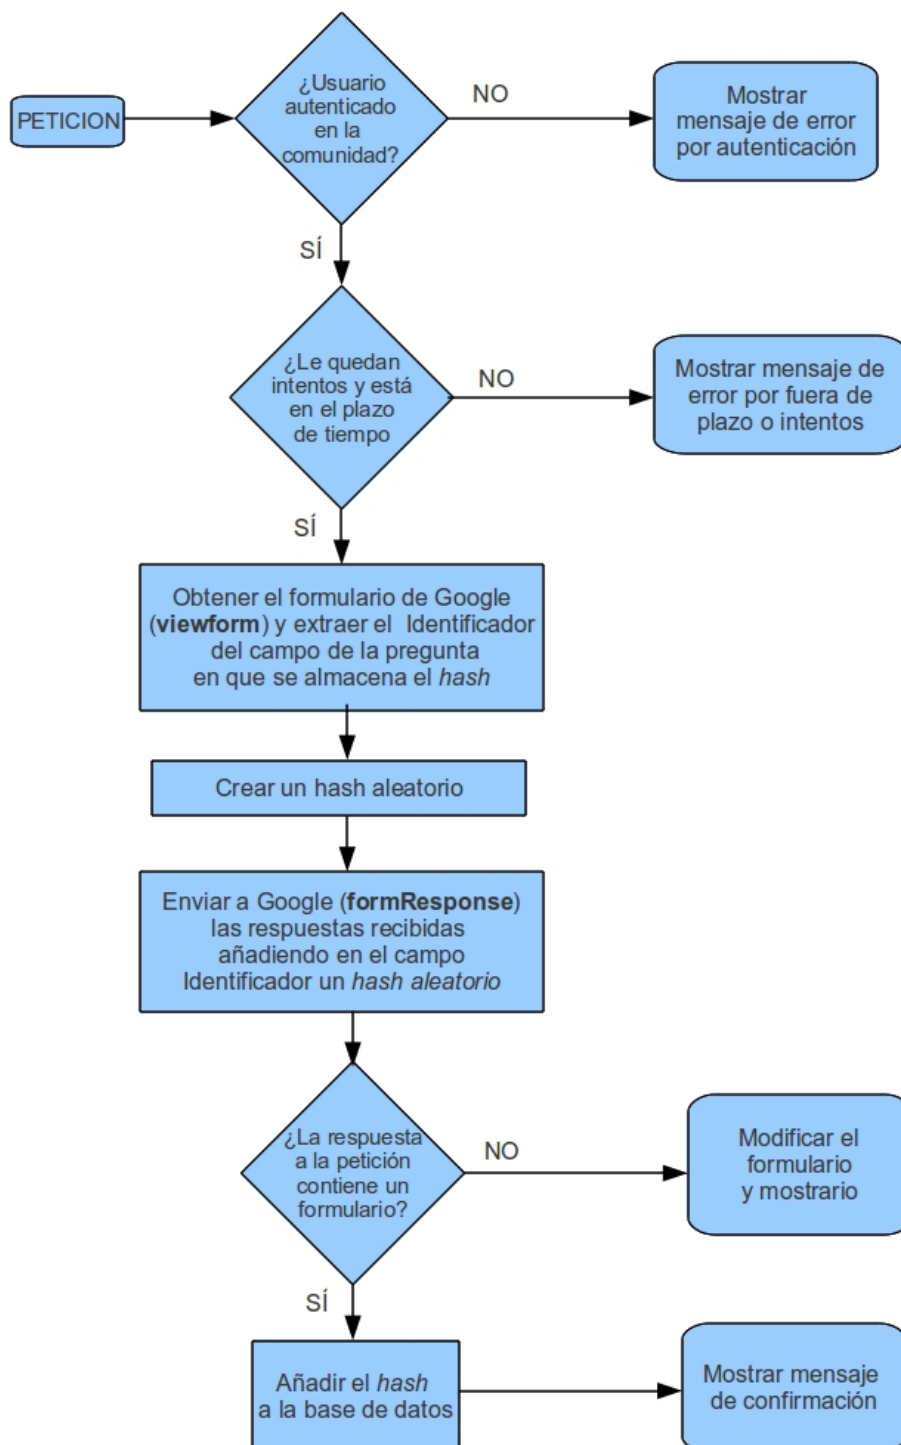 ¿Usuario
autenticado
en la
comunidad?
NO
Mostrar
mensaje de error
por autenticación
PETICION
SÍ
¿Le quedan
intentos y está
en el plazo
de tiempo
NO
Mostrar mensaje de
error por fuera de
plazo o intentos
SÍ
Obtener el formulario de Google
(viewform) y extraer el Identificador
del campo de la pregunta
en que se almacena el hash
Crear un hash aleatorio
Enviar a Google (formResponse)
las respuestas recibidas
añadiendo en el campo
Identificador un hash aleatorio
¿La respuesta
a la petición
contiene un
formulario?
NO
Modificar el
formulario
y mostrario
SÍ
Añadir el hash
a la base de datos
Mostrar mensaje
de confirmación